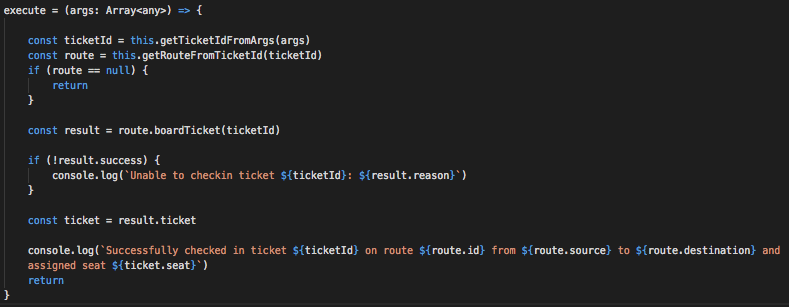 execute = (args: Array<any>) => {
const ticketId = this.getTicketIdFromArgs(args)
const route = this.getRouteFromTicketId(ticketId)
if (route == null) {
return
}
const result = route.boardTicket(ticketId)
if (!result.success) {
console.log(`Unable to checkin ticket ${ticketId}: ${result.reason}`)
}
const ticket = result.ticket
console.log(`Successfully checked in ticket ${ticketId} on route ${route.id} from ${route.source} to ${route.destination} and
assigned seat ${ticket.seat}`)
return
}